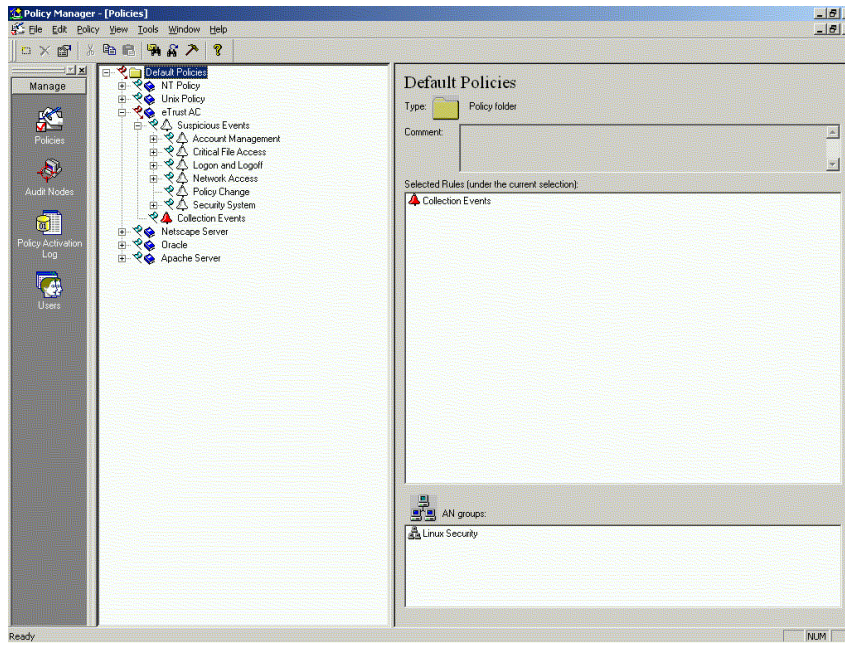 Policy Manager - [Policies]
File Edit Policy View Tools Window Help
Manage
Policies
Audit Nodes
Policy Activation
Log
Users
Default Policies
NT Policy
Unix Policy
eTrust AC
Suspicious Events
Account Management
Critical File Access
Logon and Logoff
Network Access
Policy Change
Security System
Collection Events
Netscape Server
Oracle
Apache Server
Default Policies
Type: Policy folder
Comment:
Selected Rules (under the current selection):
Collection Events
AN groups:
Linux Security
Ready NUM